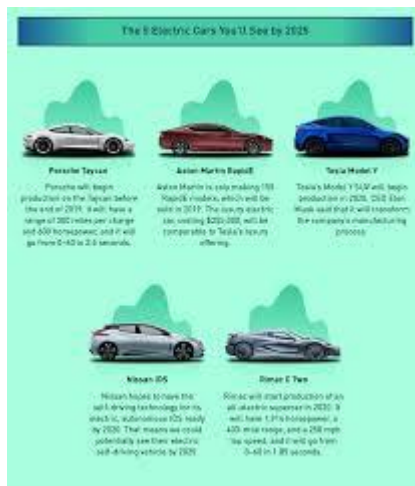 The 5 Electric Cars You'll See by 2025
Porsche Taycan
Porsche will begin
production on the Taycan before
the end of 2019. It will have a
range of 300 miles per charge
and 600 horsepower, and it will
go from 0-60 in 3.5 seconds.
Aston Martin RapidE
Aston Martin is only making 155
RapidE models, which will be
sold in 2019. The luxury electric
car, costing $255,000, will be
comparable to Tesla's luxury
offering.
Tesla Model Y
Tesla's Model Y SUV will begin
production in 2020. CEO Elon
Musk said that it will transform
the company's manufacturing
process.
Nissan IDS
Nissan hopes to have the
self-driving technology for its
electric, autonomous IDS ready
by 2020. That means we could
potentially see their electric
self-driving vehicle by 2025.
Rimac C Two
Rimac will start production of an
all-electric supercar in 2020. It
will have 1,914 horsepower, a
400-mile range, and a 258 mph
top speed, and it will go from
0-60 in 1.85 seconds.